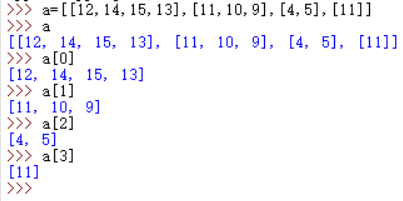 >>> a=[[12,14,15,13],[11,10,9],[4,5],[11]]
>>> a
[[12, 14, 15, 13], [11, 10, 9], [4, 5], [11]]
>>> a[0]
[12, 14, 15, 13]
>>> a[1]
[11, 10, 9]
>>> a[2]
[4, 5]
>>> a[3]
[11]
>>>